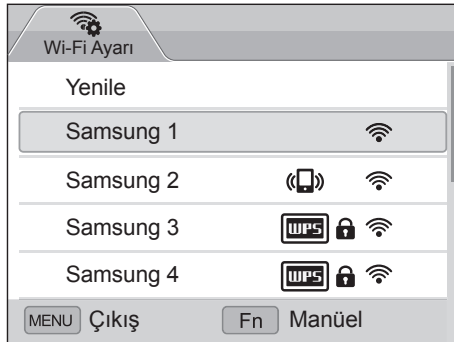 Wi-Fi Ayarı
Yenile
Samsung 1
Samsung 2
Samsung 3 WPS
Samsung 4 WPS
MENU Çıkış Fn Manüel